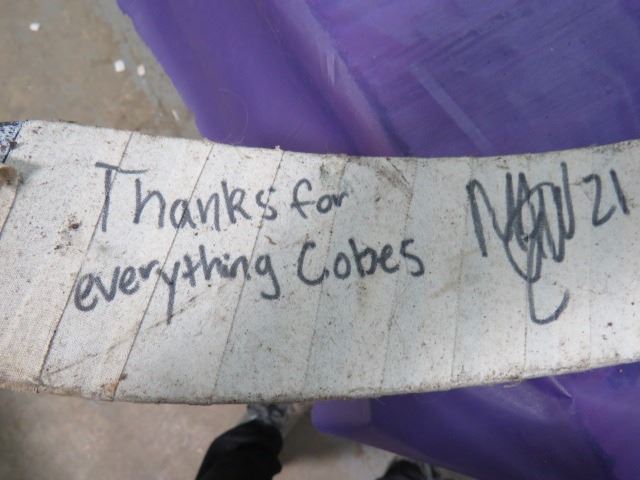 Thanks for
everything Cobes
21